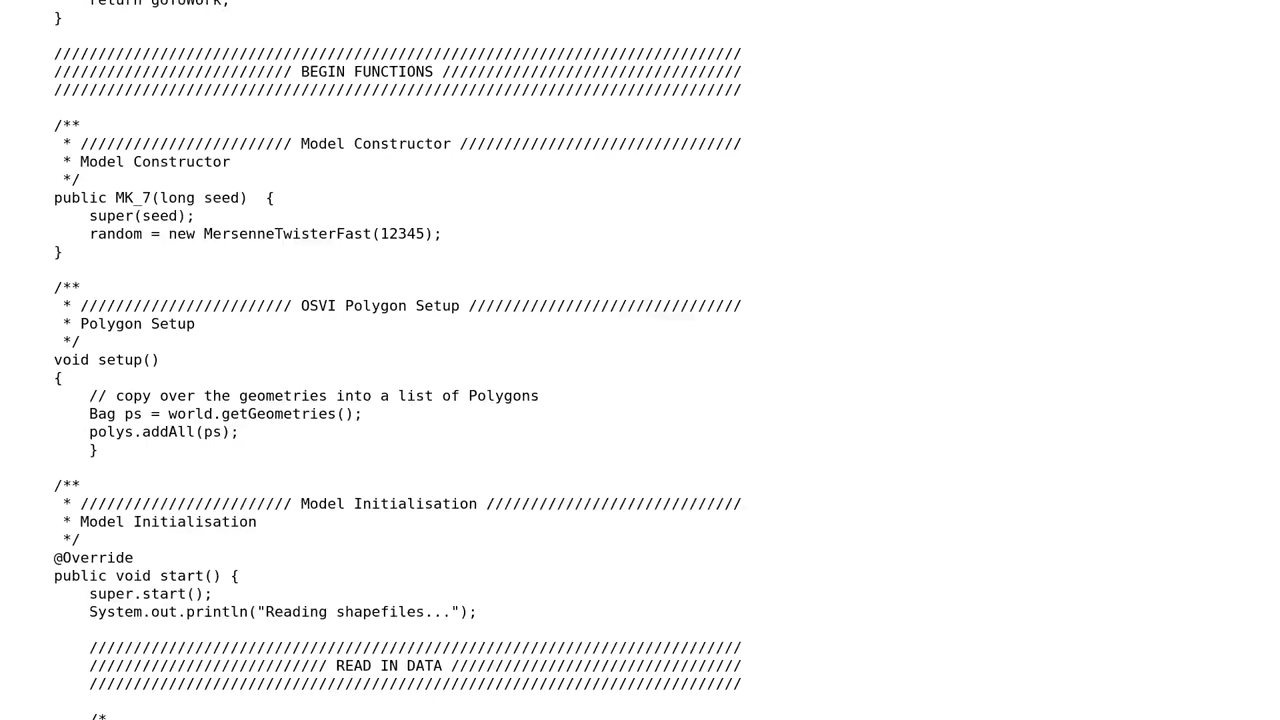 return goToWork;
}
//////////////////////////////////////////////////////////////////////////////
/////////////////////////// BEGIN FUNCTIONS //////////////////////////////////
//////////////////////////////////////////////////////////////////////////////
/**
* //////////////////////// Model Constructor ////////////////////////////////
* Model Constructor
*/
public MK_7(long seed)  {
super(seed);
random = new MersenneTwisterFast(12345);
}
/**
* //////////////////////// OSVI Polygon Setup ///////////////////////////////
* Polygon Setup
*/
void setup()
{
// copy over the geometries into a list of Polygons
Bag ps = world.getGeometries();
polys.addAll(ps);
}
/**
* //////////////////////// Model Initialisation /////////////////////////////
* Model Initialisation
*/
@Override
public void start() {
super.start();
System.out.println("Reading shapefiles...");
//////////////////////////////////////////////////////////////////////////
/////////////////////////// READ IN DATA /////////////////////////////////
//////////////////////////////////////////////////////////////////////////
/*